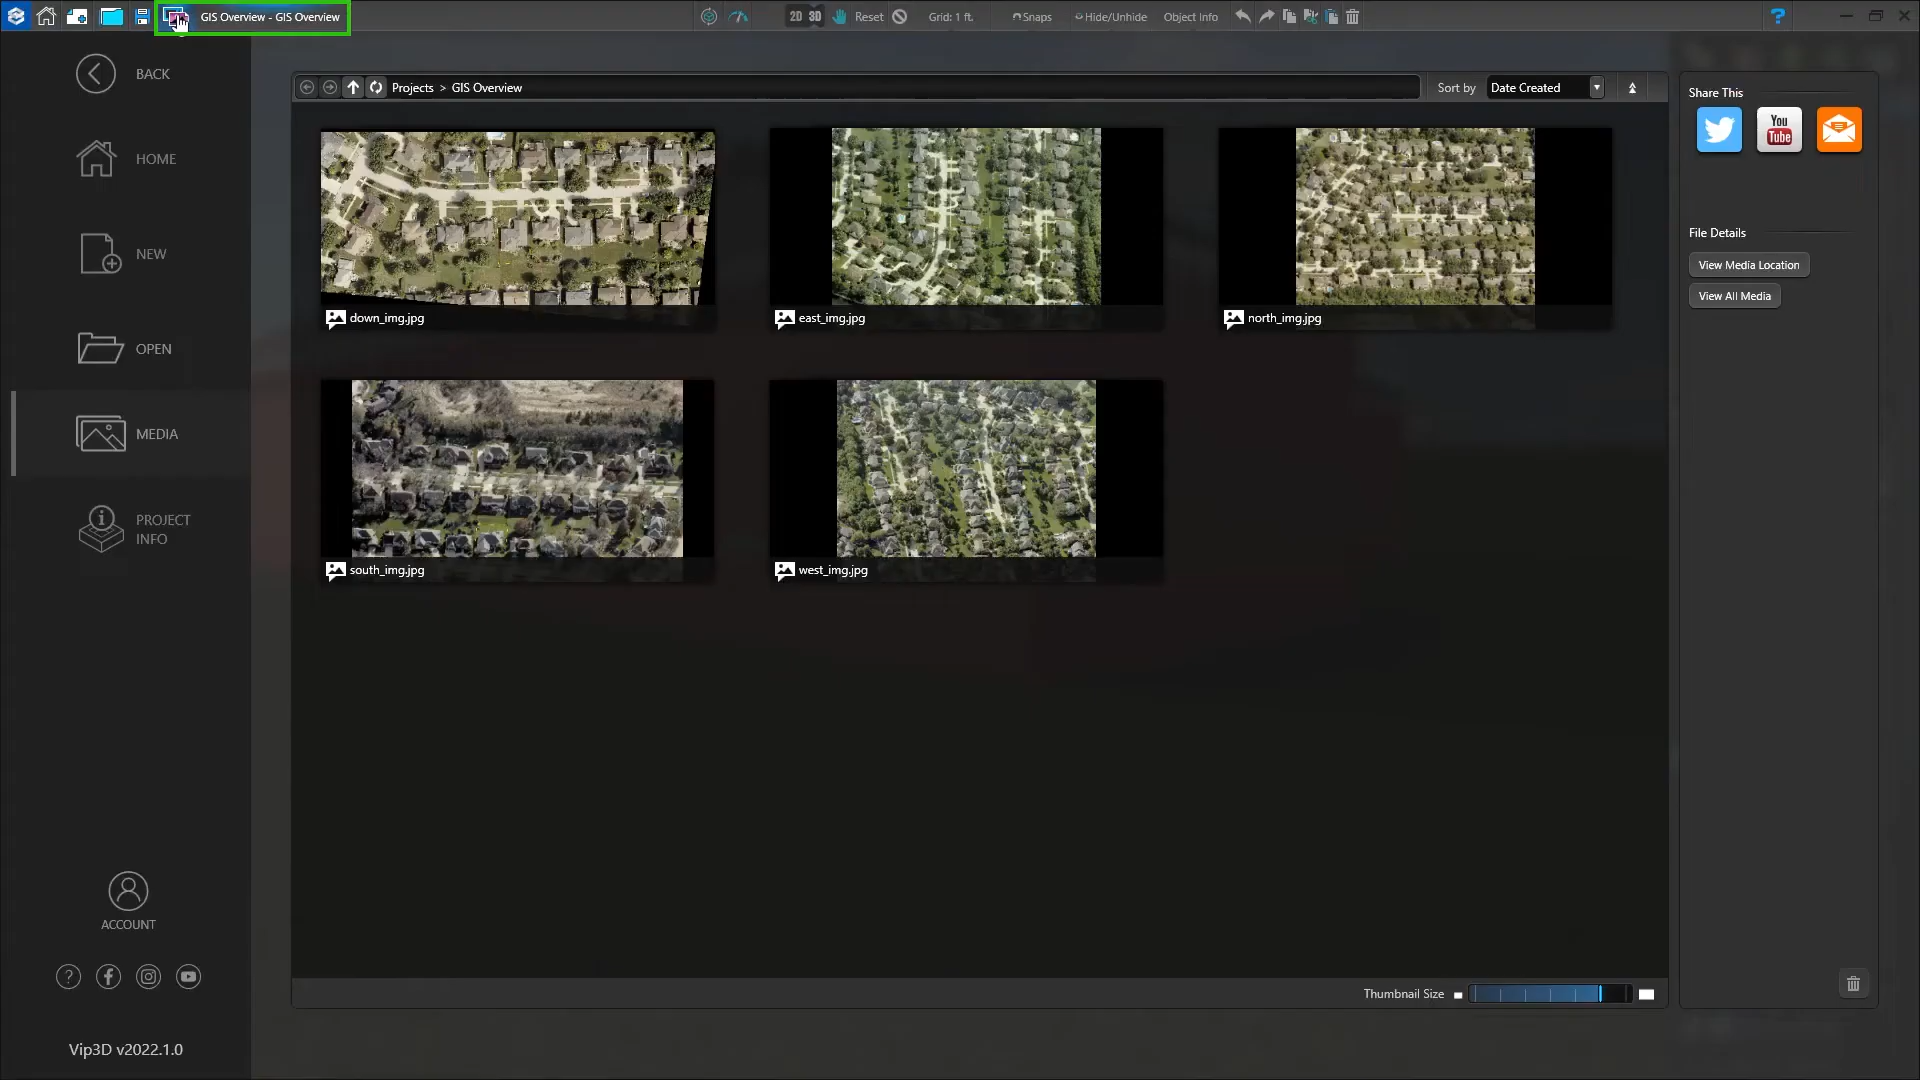 GIS Overview - GIS Overview
2D 3D Reset Grid: 1 ft. Snaps Hide/Unhide Object Info ?
BACK
HOME
NEW
OPEN
MEDIA
PROJECT
INFO
ACCOUNT
?
Vip3D v2022.1.0
Projects > GIS Overview
Sort by Date Created
down_img.jpg
east_img.jpg
north_img.jpg
south_img.jpg
west_img.jpg
Thumbnail Size
Share This
You
Tube
File Details
View Media Location
View All Media